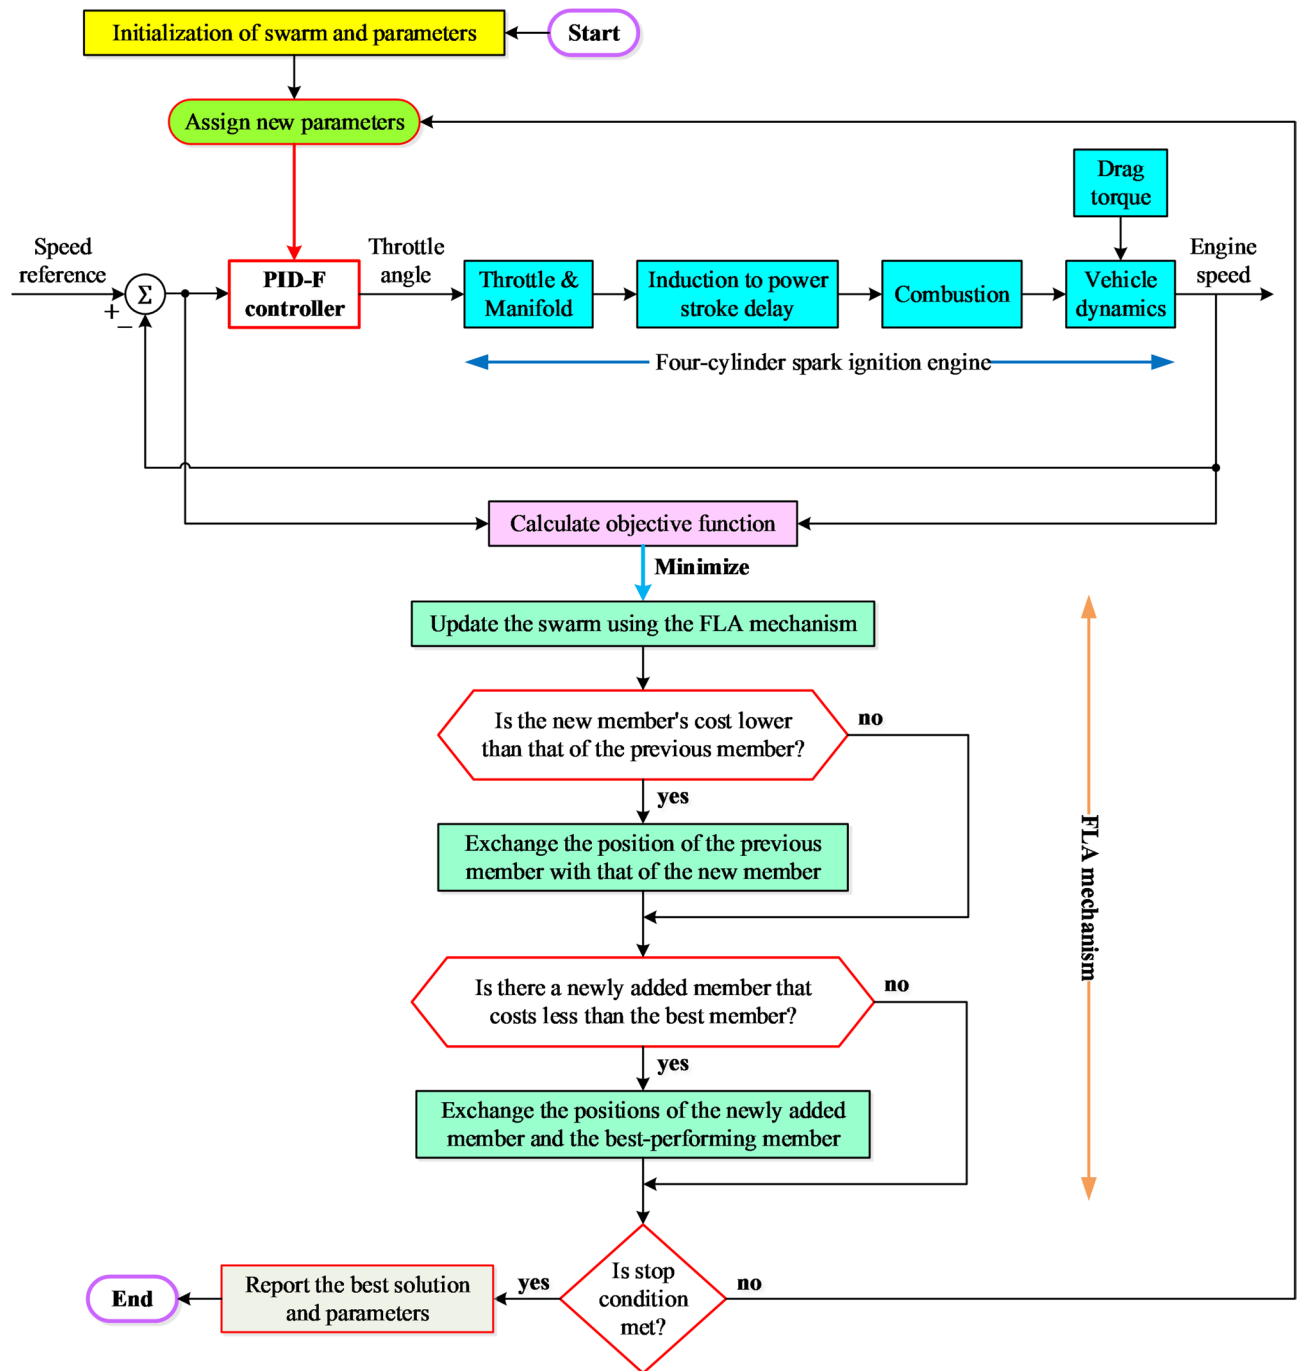 Initialization of swarm and parameters
Start
Assign new parameters
Drag
torque
Speed
reference
Σ
+
−
PID-F
controller
Throttle
angle
Throttle &
Manifold
Induction to power
stroke delay
Combustion
Vehicle
dynamics
Engine
speed
Four-cylinder spark ignition engine
Calculate objective function
Minimize
Update the swarm using the FLA mechanism
Is the new member's cost lower
than that of the previous member?
no
yes
Exchange the position of the previous
member with that of the new member
FLA mechanism
Is there a newly added member that
costs less than the best member?
no
yes
Exchange the positions of the newly added
member and the best-performing member
Is stop
condition
met?
yes
no
Report the best solution
and parameters
End